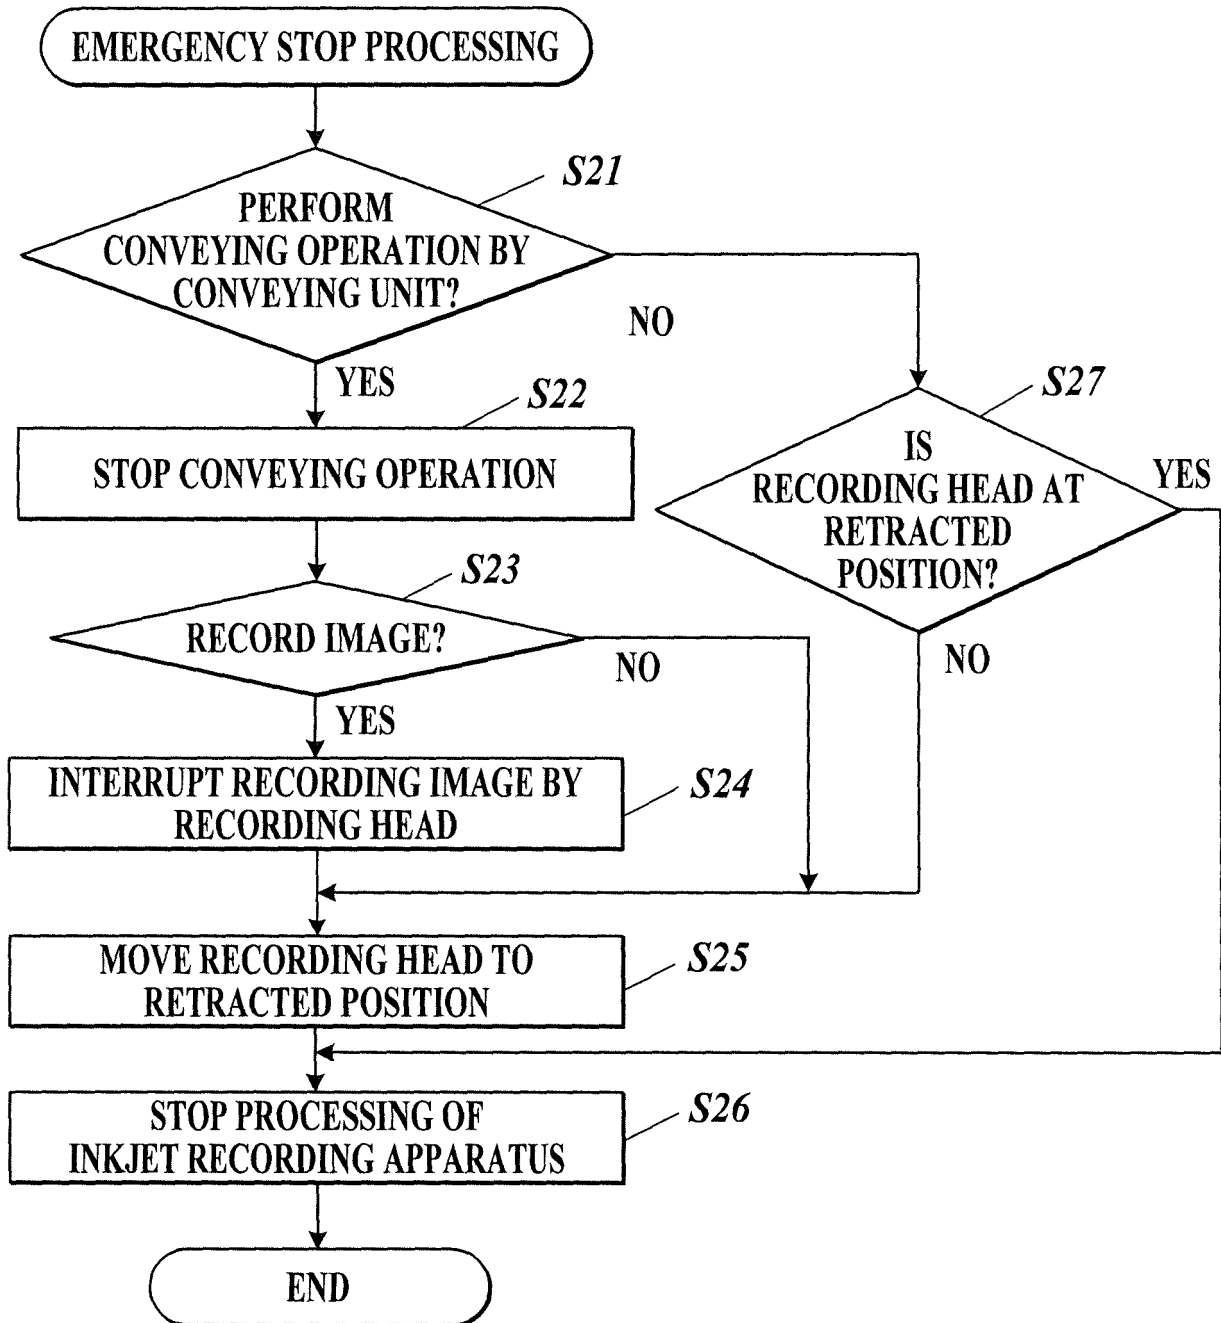 EMERGENCY STOP PROCESSING
S21
PERFORM
CONVEYING OPERATION BY
CONVEYING UNIT?
NO
YES
S22
STOP CONVEYING OPERATION
S27
IS
RECORDING HEAD AT
RETRACTED
POSITION?
YES
NO
S23
RECORD IMAGE?
NO
YES
INTERRUPT RECORDING IMAGE BY
RECORDING HEAD
S24
MOVE RECORDING HEAD TO
RETRACTED POSITION
S25
STOP PROCESSING OF
INKJET RECORDING APPARATUS
S26
END